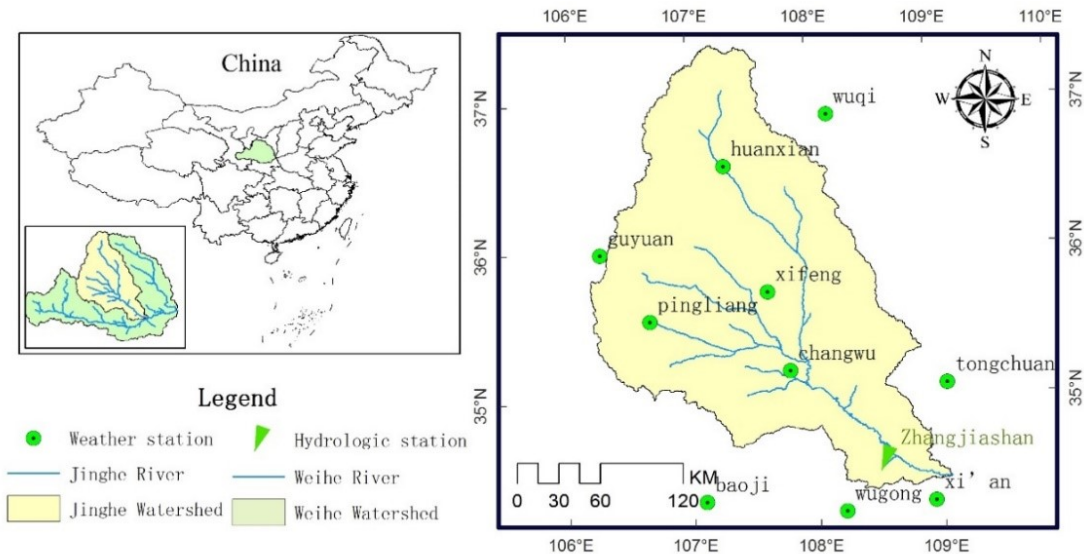 China
Legend
Weather station
Hydrologic station
Jinghe River
Weihe River
Jinghe Watershed
Weihe Watershed
106°E
107°E
108°E
109°E
110°E
37°N
36°N
35°N
37°N
36°N
35°N
N
W
E
S
wuqi
huanxian
guyuan
xifeng
pingliang
changwu
tongchuan
Zhangjiashan
xi' an
baoji
wugong
KM
0
30
60
120
106°E
107°E
108°E
109°E